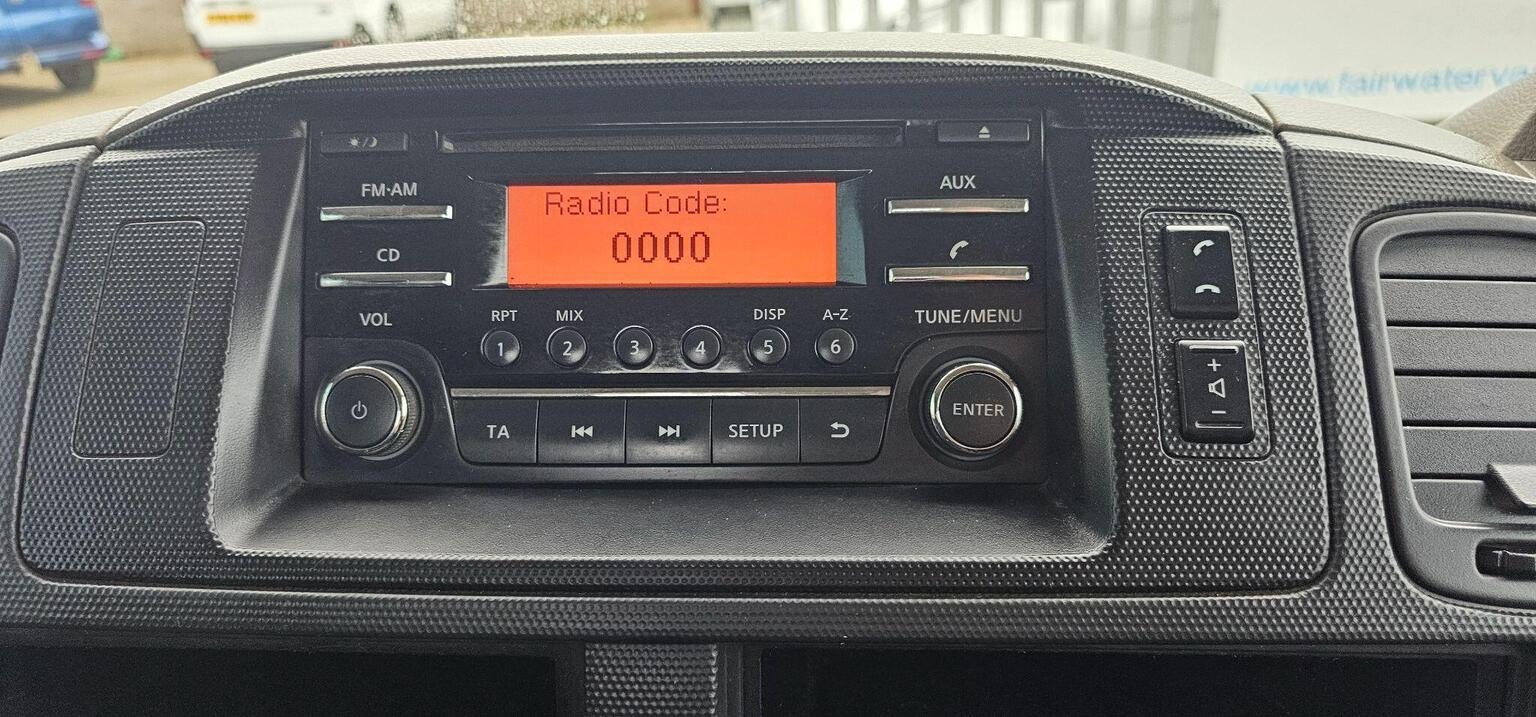 www.fairwaterva
FM·AM
AUX
Radio Code:
0000
CD
VOL
RPT
MIX
DISP
A-Z
TUNE/MENU
1
2
3
4
5
6
+
-
TA
SETUP
ENTER